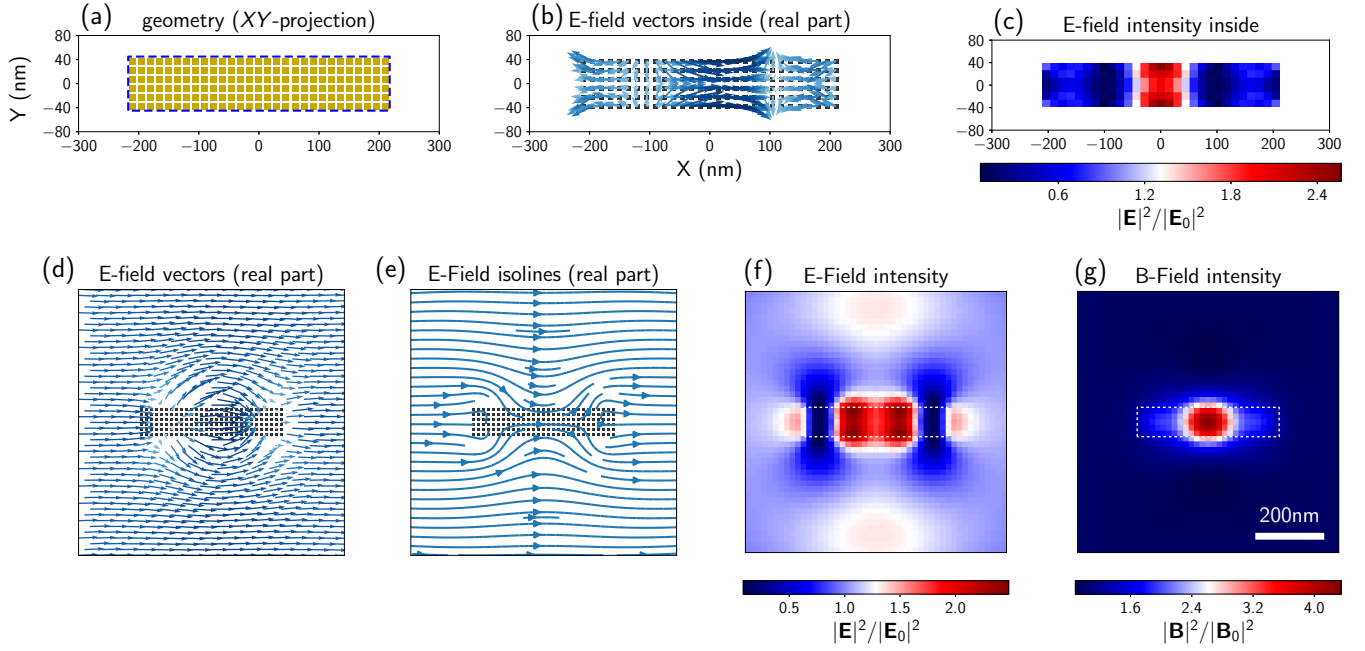 (a)
geometry (XY-projection)
(b)
E-field vectors inside (real part)
(c)
E-field intensity inside
Y (nm)
80
40
0
−40
−80
−300
−200
−100
0
100
200
300
80
40
0
−40
−80
−300
−200
−100
0
100
200
300
X (nm)
80
40
0
−40
−80
−300
−200
−100
0
100
200
300
0.6
1.2
1.8
2.4
|E|²/|E₀|²
(d)
E-field vectors (real part)
(e)
E-Field isolines (real part)
(f)
E-Field intensity
(g)
B-Field intensity
200nm
0.5
1.0
1.5
2.0
|E|²/|E₀|²
1.6
2.4
3.2
4.0
|B|²/|B₀|²